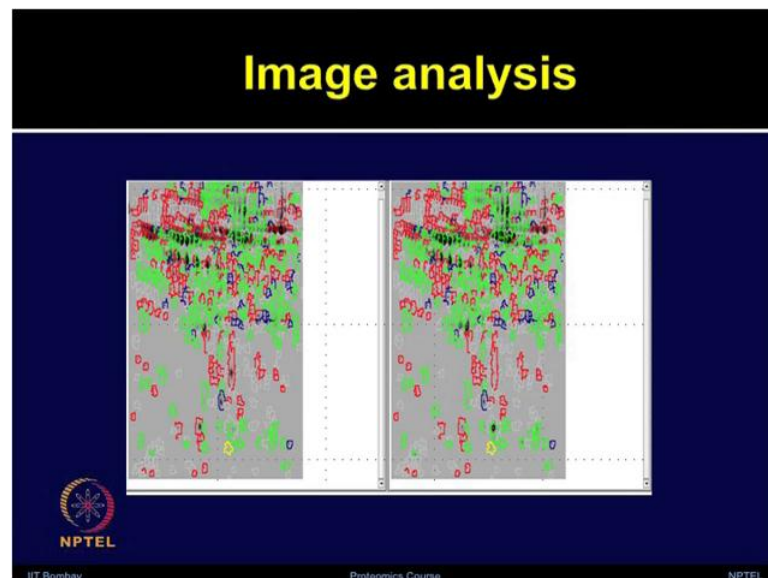 Image analysis
NPTEL
IIT Bombay
Proteomics Course
NPTEL